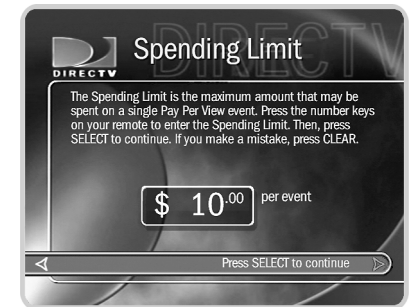 DIRECTV
DIRECTV
Spending Limit
The Spending Limit is the maximum amount that may be
spent on a single Pay Per View event. Press the number keys
on your remote to enter the Spending Limit. Then, press
SELECT to continue. If you make a mistake, press CLEAR.
$ 10.00 per event
Press SELECT to continue